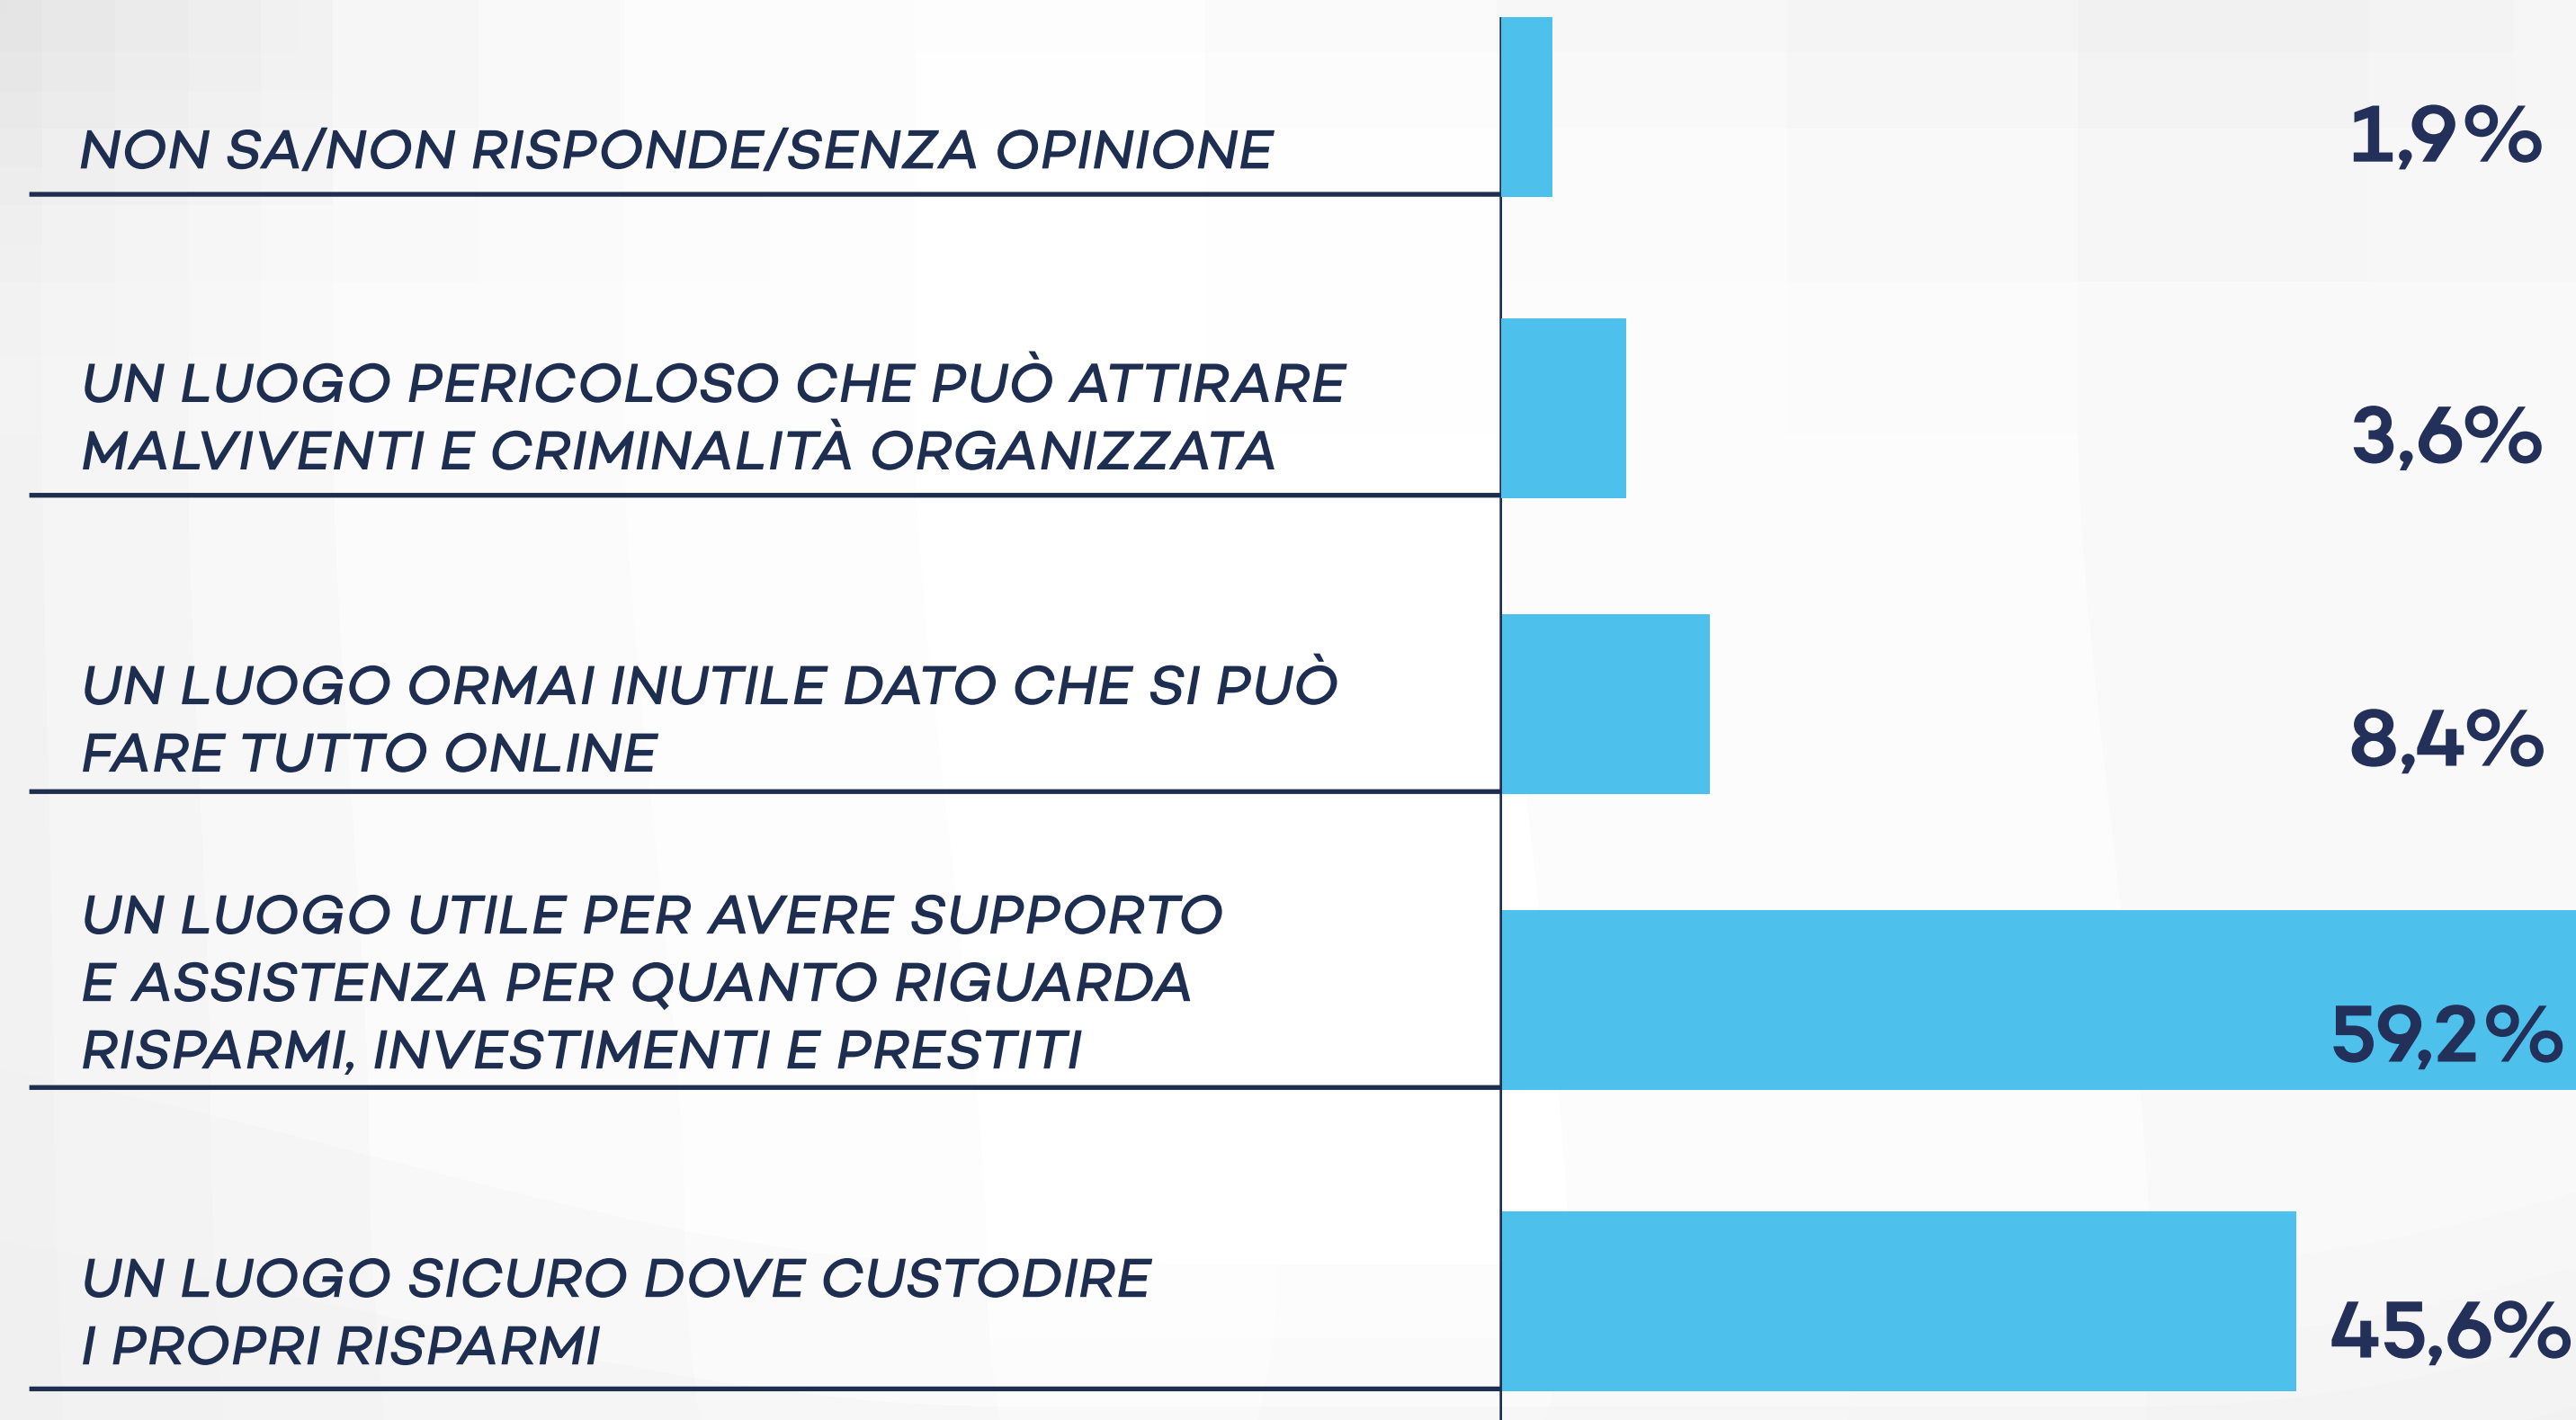 NON SA/NON RISPONDE/SENZA OPINIONE
1,9%
UN LUOGO PERICOLOSO CHE PUÒ ATTIRARE
MALVIVENTI E CRIMINALITÀ ORGANIZZATA
3,6%
UN LUOGO ORMAI INUTILE DATO CHE SI PUÒ
FARE TUTTO ONLINE
8,4%
UN LUOGO UTILE PER AVERE SUPPORTO
E ASSISTENZA PER QUANTO RIGUARDA
RISPARMI, INVESTIMENTI E PRESTITI
59,2%
UN LUOGO SICURO DOVE CUSTODIRE
I PROPRI RISPARMI
45,6%